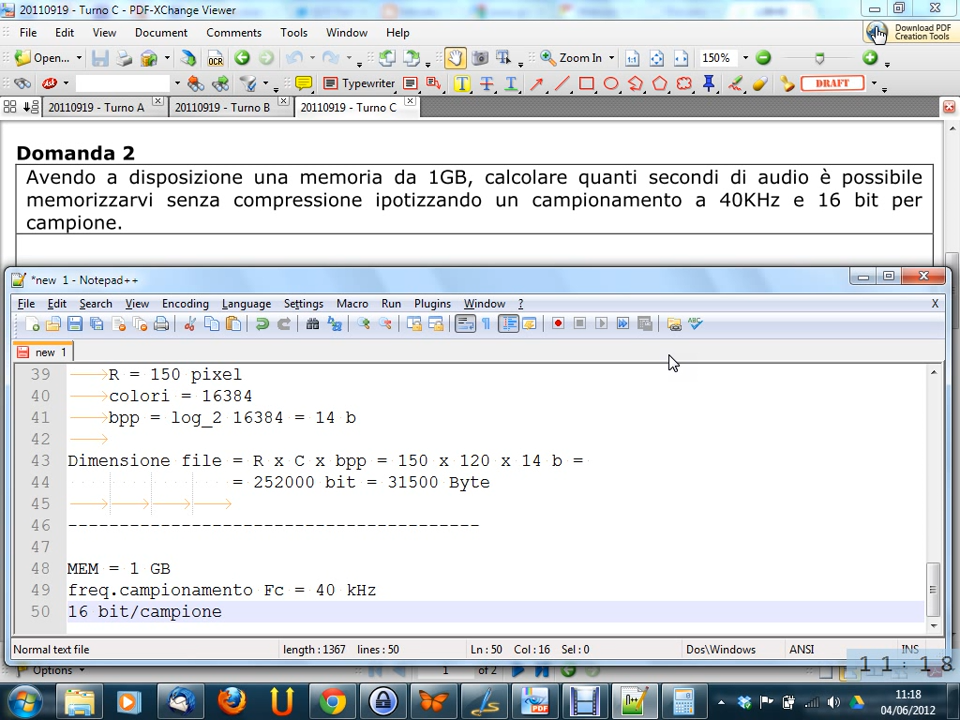 20110919 - Turno C - PDF-XChange Viewer
File Edit View Document Comments Tools Window Help
Download PDF
Creation Tools
Open... OCR Zoom In 150%
Typewriter DRAFT
20110919 - Turno A 20110919 - Turno B 20110919 - Turno C
Domanda 2
Avendo a disposizione una memoria da 1GB, calcolare quanti secondi di audio è possibile
memorizzarvi senza compressione ipotizzando un campionamento a 40KHz e 16 bit per
campione.
*new 1 - Notepad++
File Edit Search View Encoding Language Settings Macro Run Plugins Window ? X
new 1
39 R = 150 pixel
40 colori = 16384
41 bpp = log_2 16384 = 14 b
42
43 Dimensione file = R x C x bpp = 150 x 120 x 14 b =
44 = 252000 bit = 31500 Byte
45
46 ----------------------------------------
47
48 MEM = 1 GB
49 freq.campionamento Fc = 40 kHz
50 16 bit/campione
Normal text file length : 1367 lines : 50 Ln : 50 Col : 16 Sel : 0 Dos\Windows ANSI INS
Options 1 of 2
11:18
11:18
04/06/2012